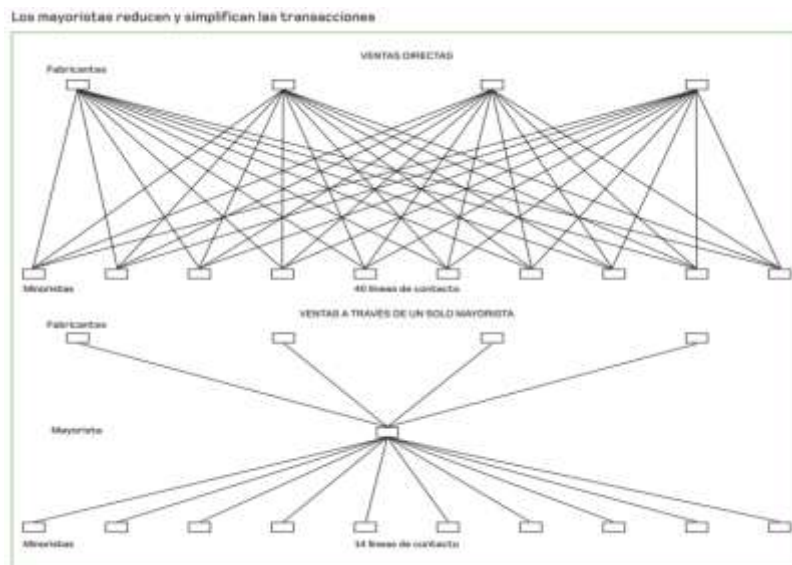 Los mayoristas reducen y simplifican las transacciones
VENTAS DIRECTAS
Fabricantes
Minoristas
40 líneas de contacto
VENTAS A TRAVÉS DE UN SOLO MAYORISTA
Fabricantes
Mayorista
Minoristas
14 líneas de contacto